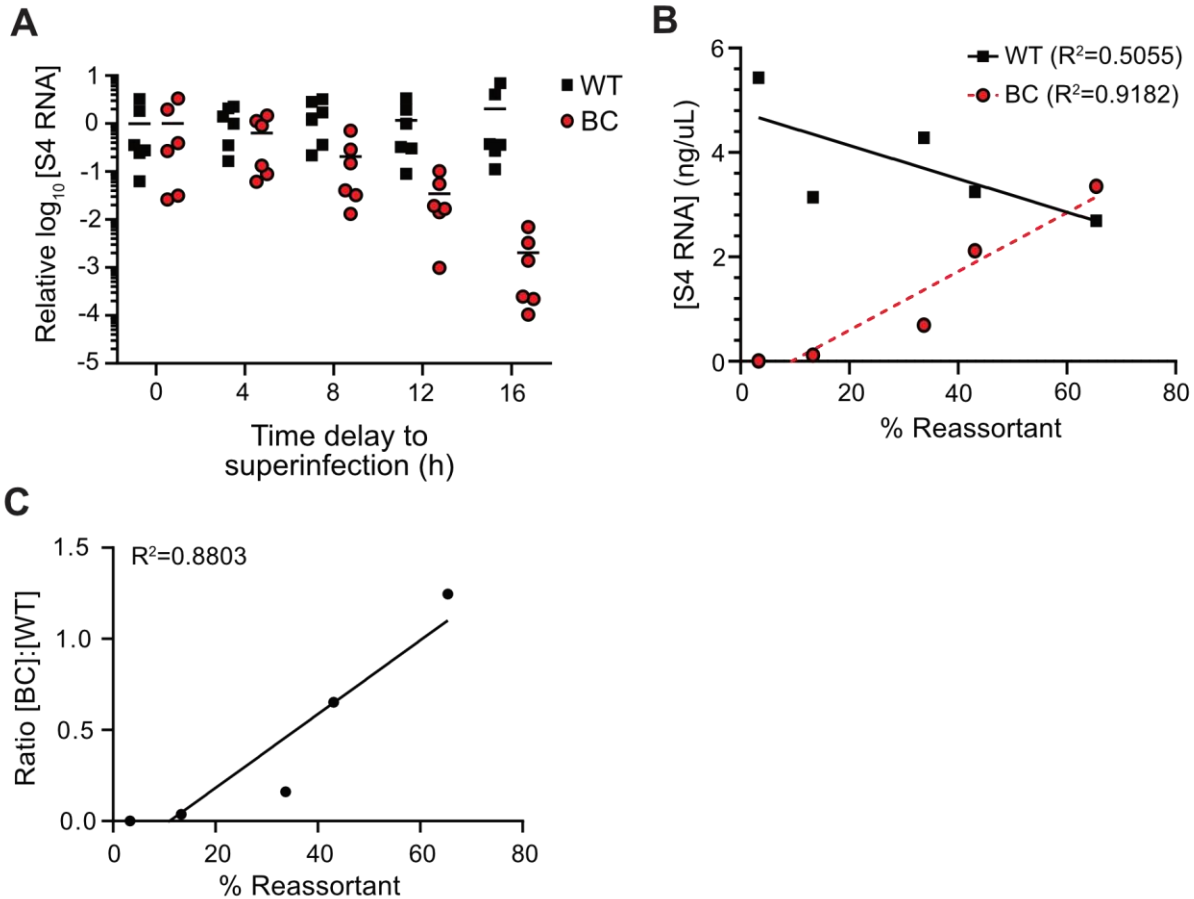 A
Relative log₁₀[S4 RNA]
1
0
-1
-2
-3
-4
-5
0
4
8
12
16
Time delay to
superinfection (h)
WT
BC
B
[S4 RNA] (ng/uL)
6
4
2
0
0
20
40
60
80
% Reassortant
WT (R²=0.5055)
BC (R²=0.9182)
C
Ratio [BC]:[WT]
1.5
1.0
0.5
0.0
0
20
40
60
80
% Reassortant
R²=0.8803